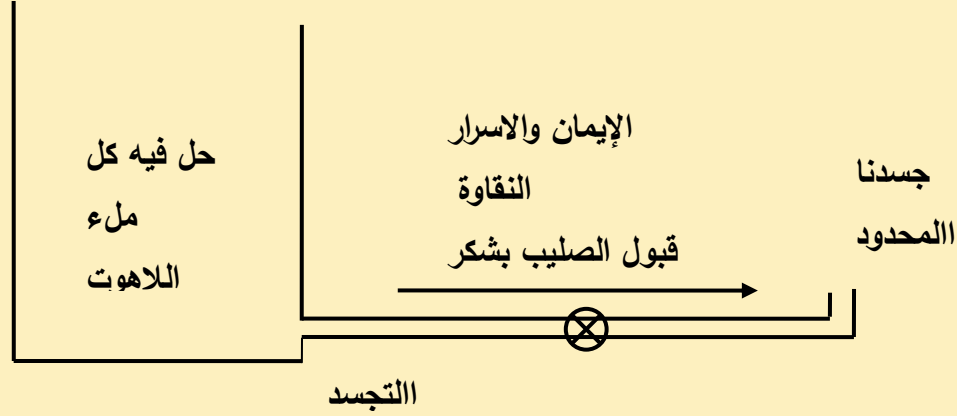 الإيمان والاسرار
النقاوة
قبول الصليب بشكر
حل فيه كل
ملء
اللاهوت
جسدنا
االمحدود
االتجسد